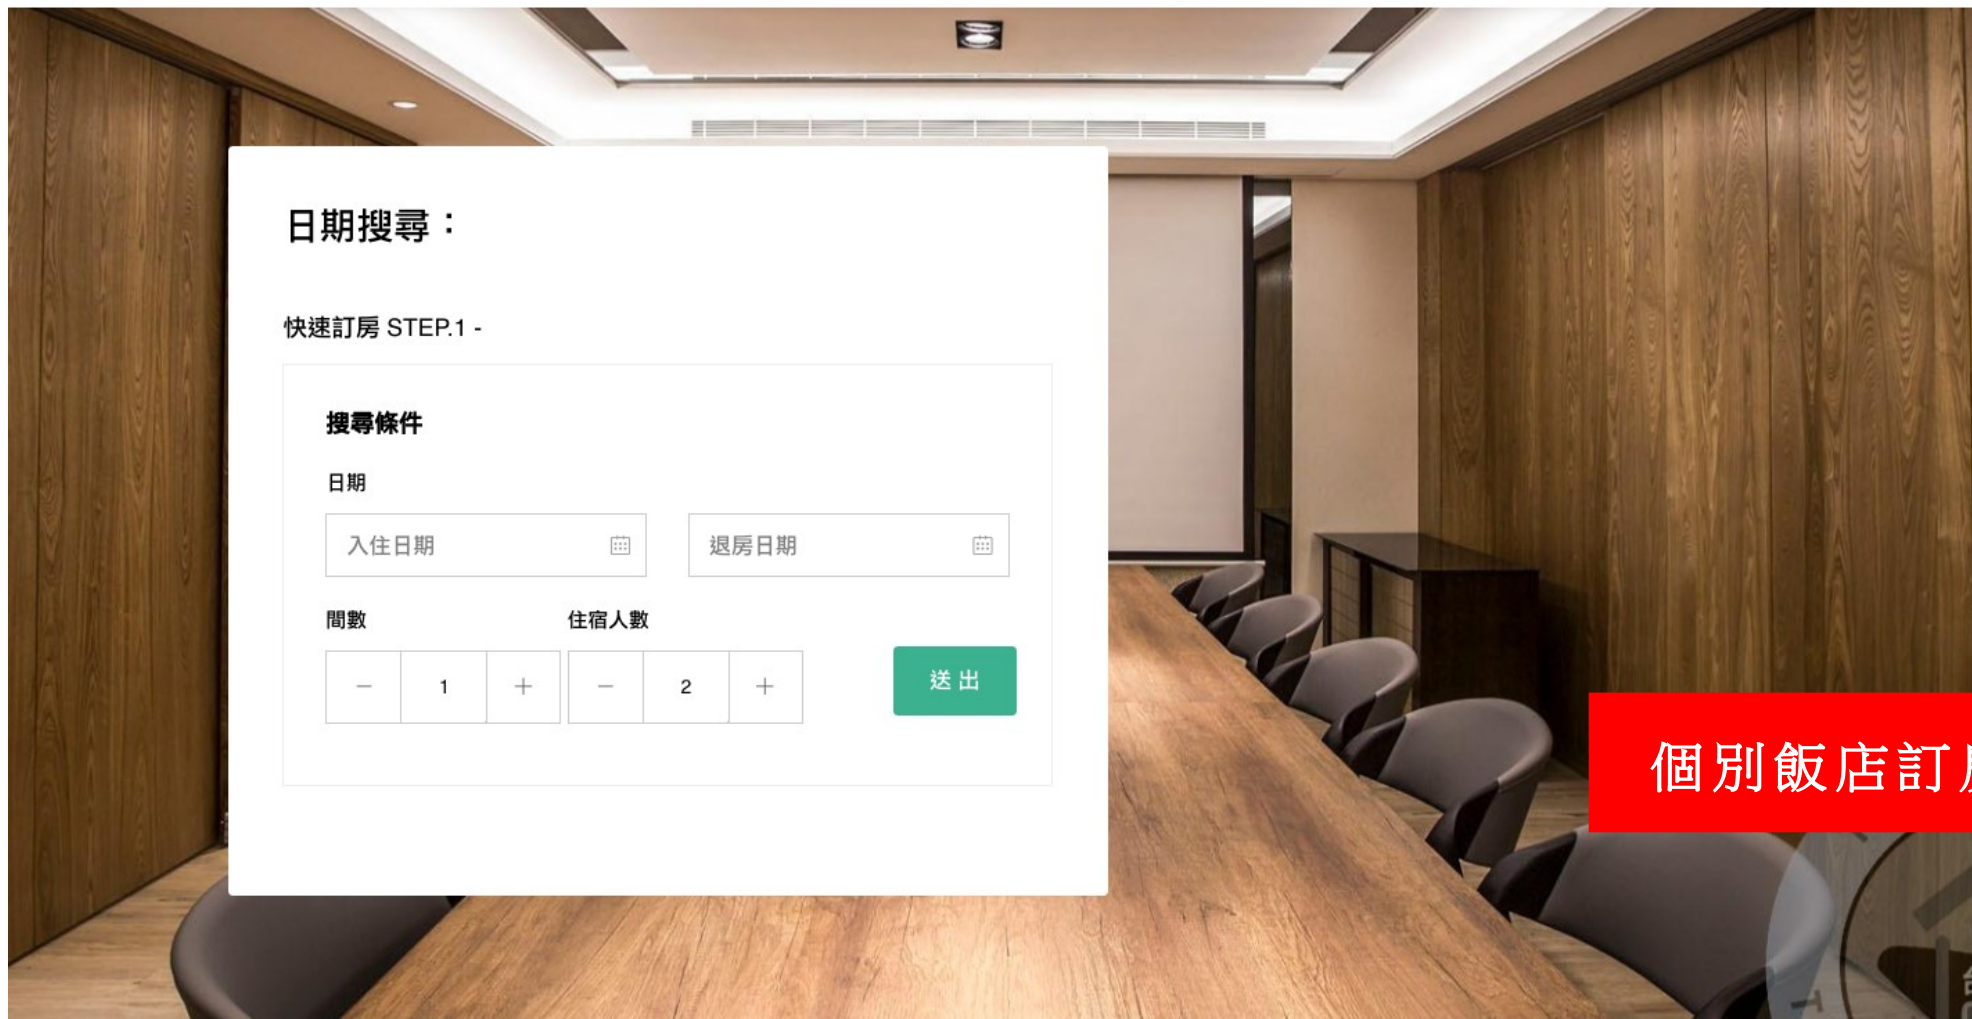 日期搜尋：
快速訂房 STEP.1 -
搜尋條件
日期
入住日期 退房日期
間數 住宿人數
1 2 送出
個別飯店訂